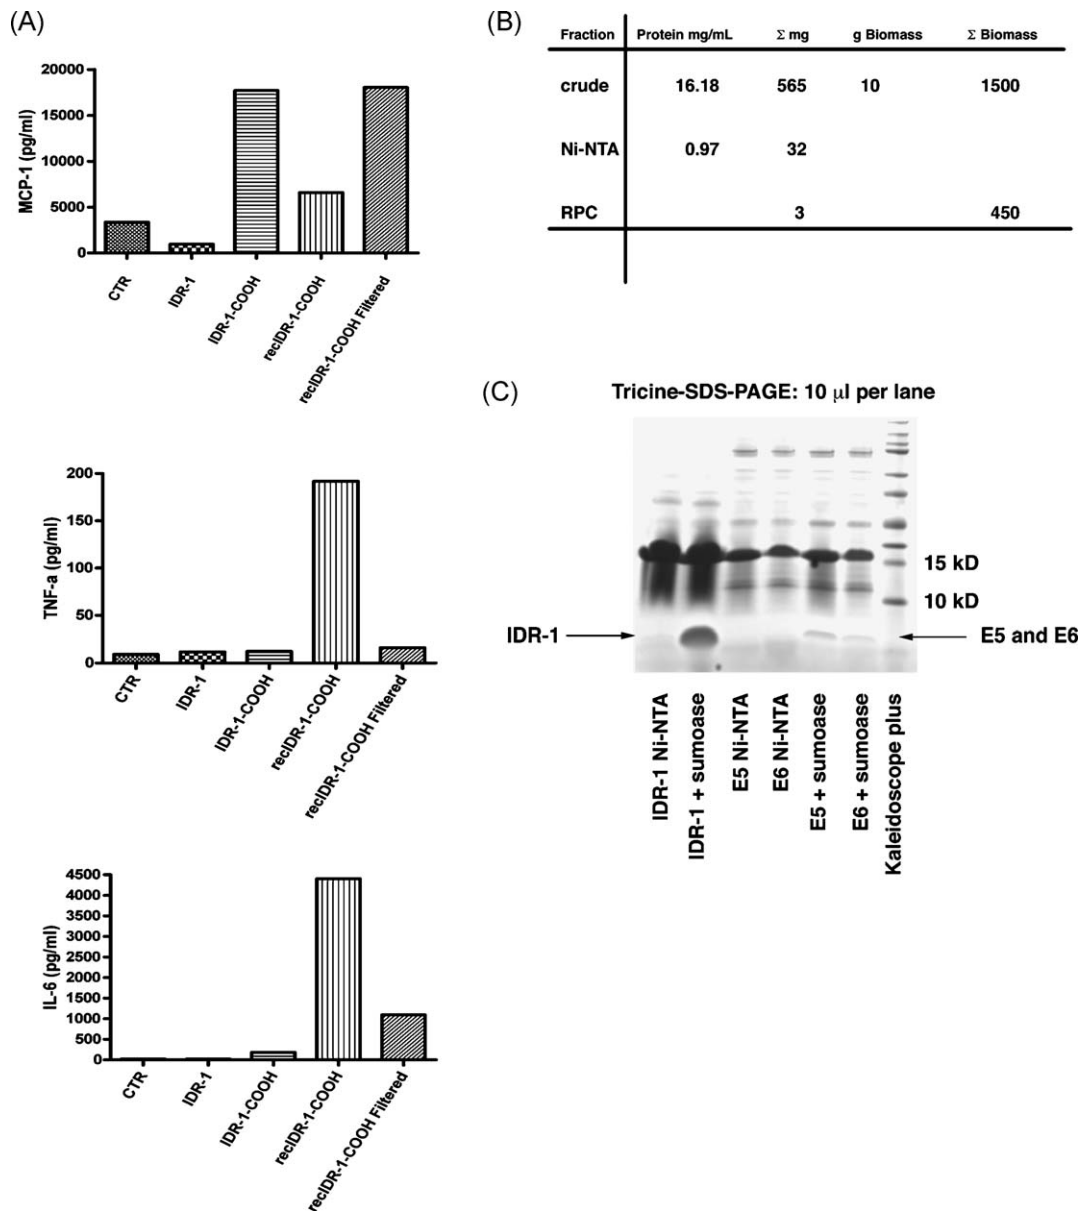 (A)
20000
15000
10000
5000
0
MCP-1 (pg/ml)
CTR
IDR-1
IDR-1-COOH
recIDR-1-COOH
recIDR-1-COOH Filtered
200
150
100
50
0
TNF-a (pg/ml)
CTR
IDR-1
IDR-1-COOH
recIDR-1-COOH
recIDR-1-COOH Filtered
4500
4000
3500
3000
2500
2000
1500
1000
500
0
IL-6 (pg/ml)
CTR
IDR-1
IDR-1-COOH
recIDR-1-COOH
recIDR-1-COOH Filtered
(B)
Fraction Protein mg/mL Σ mg g Biomass Σ Biomass
crude 16.18 565 10 1500
Ni-NTA 0.97 32
RPC 3 450
(C)
Tricine-SDS-PAGE: 10 µl per lane
15 kD
10 kD
IDR-1
E5 and E6
IDR-1 Ni-NTA
IDR-1 + sumoase
E5 Ni-NTA
E6 Ni-NTA
E5 + sumoase
E6 + sumoase
Kaleidoscope plus